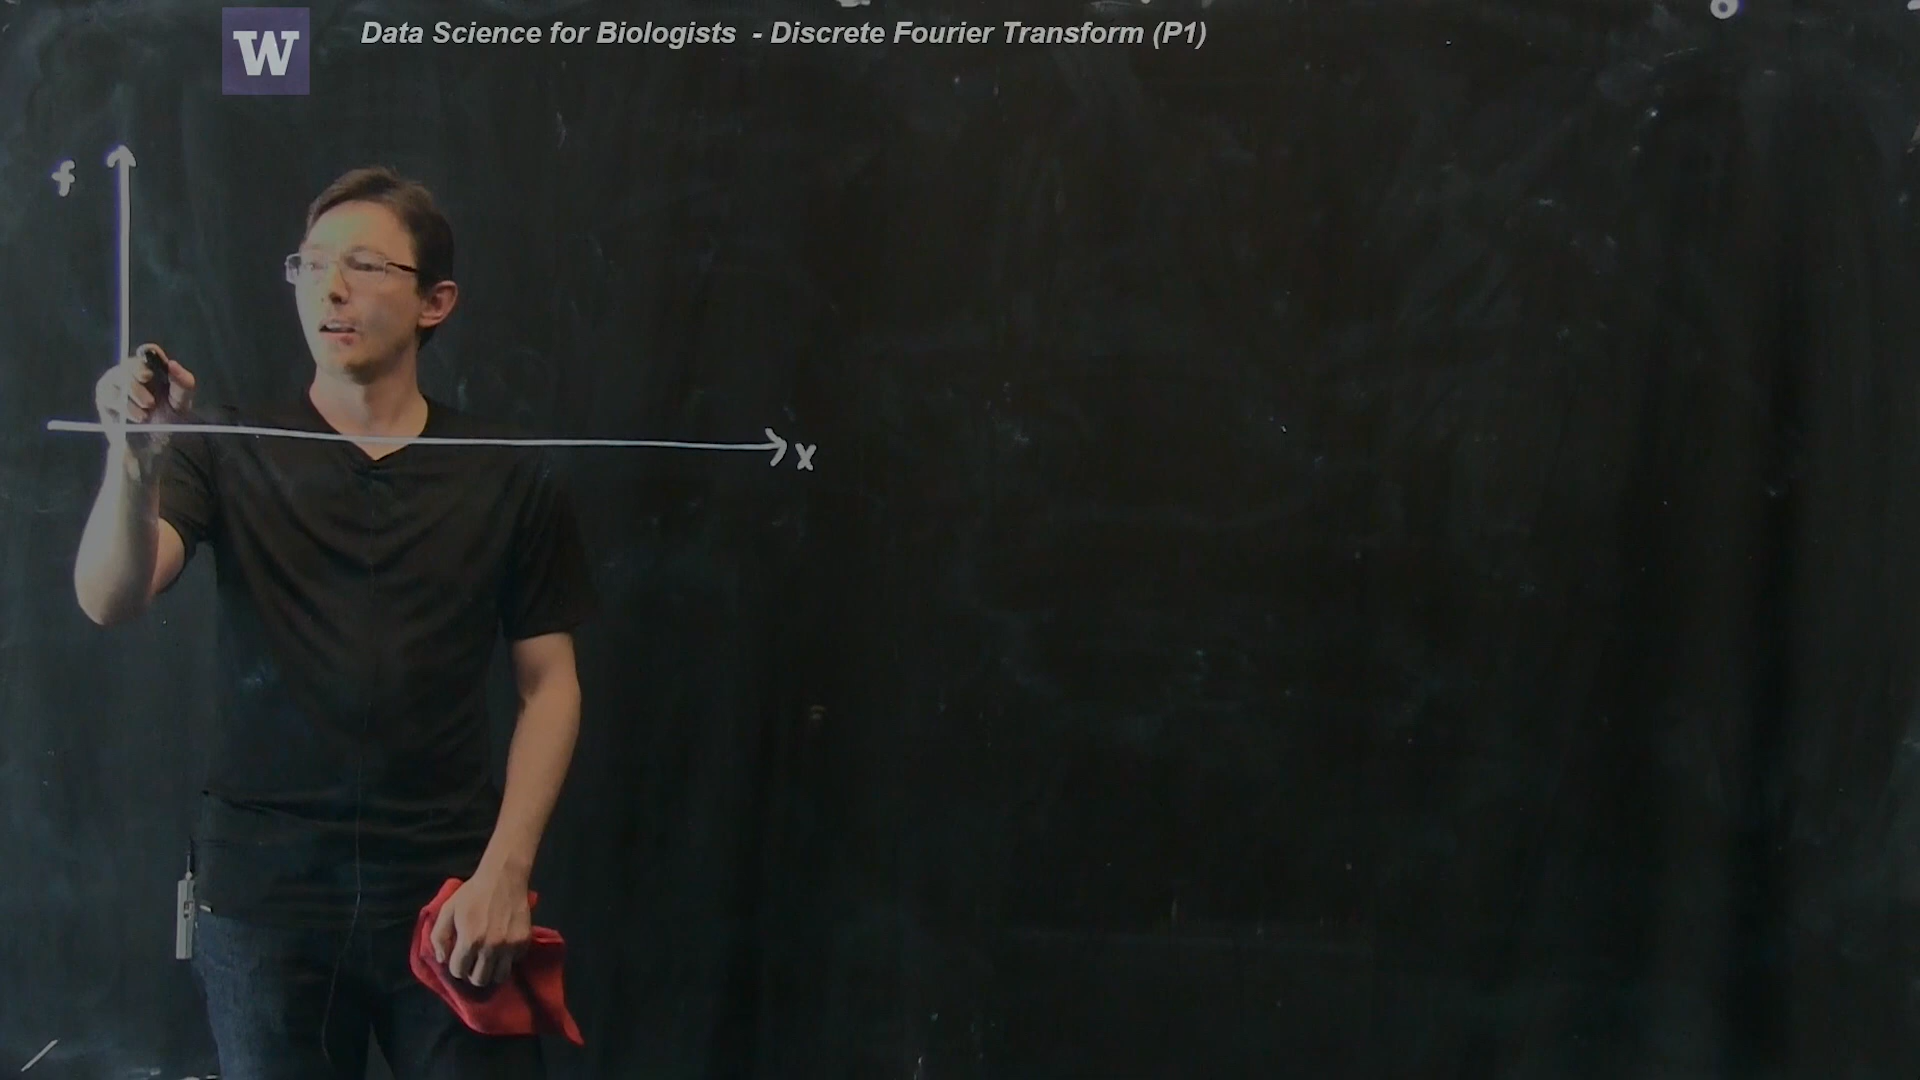 W
Data Science for Biologists - Discrete Fourier Transform (P1)
f
x